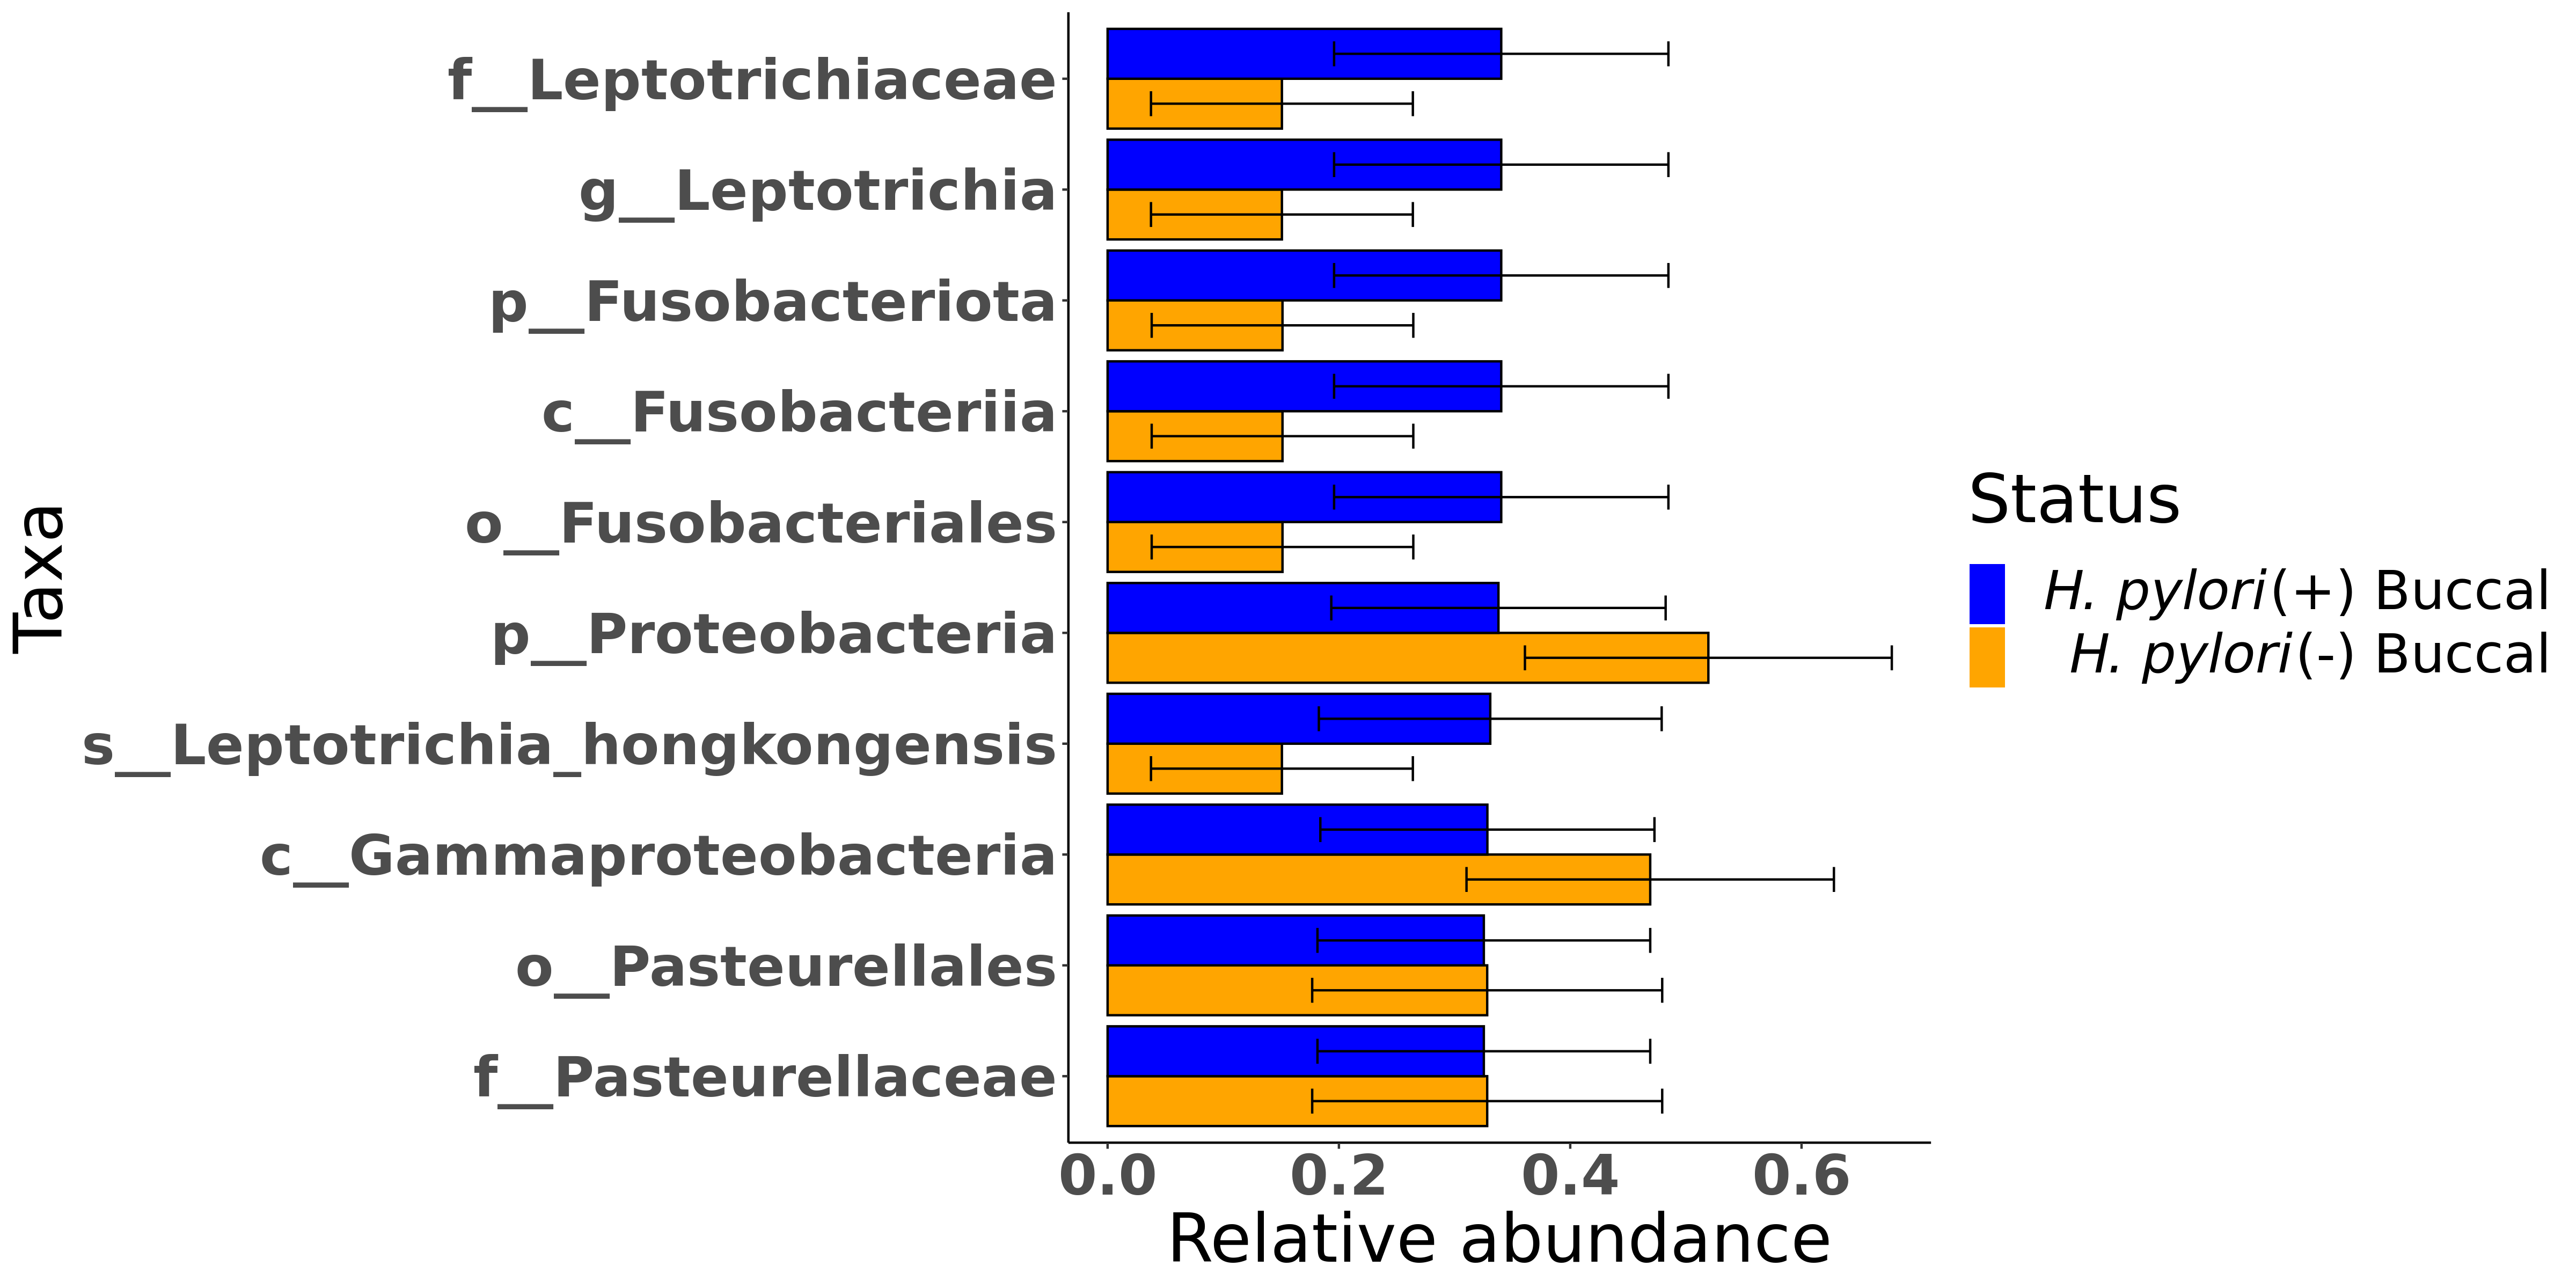 Taxa
f__Leptotrichiaceae
g__Leptotrichia
p__Fusobacteriota
c__Fusobacteriia
o__Fusobacteriales
p__Proteobacteria
s__Leptotrichia_hongkongensis
c__Gammaproteobacteria
o__Pasteurellales
f__Pasteurellaceae
0.0 0.2 0.4 0.6
Relative abundance
Status
H. pylori(+) Buccal
H. pylori(-) Buccal